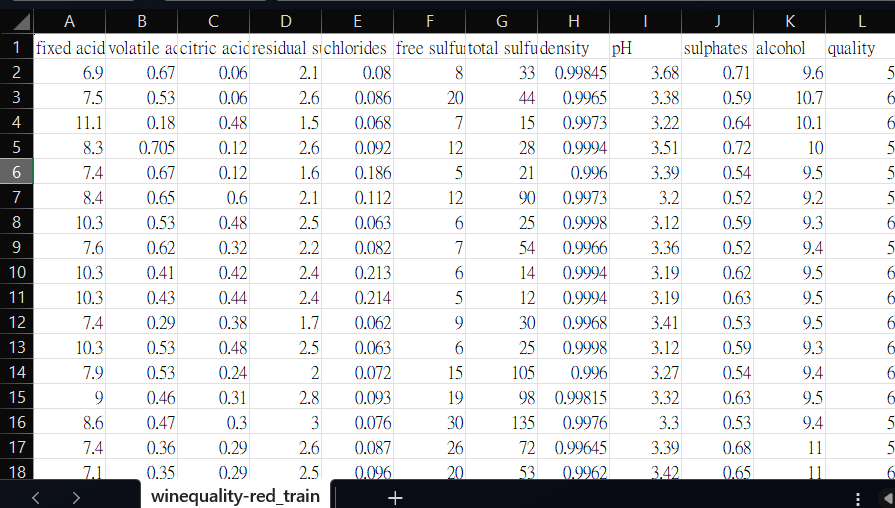 A B C D E F G H I J K L
1 fixed acid volatile ac citric acid residual su chlorides free sulfur total sulfu density pH sulphates alcohol quality
2 6.9 0.67 0.06 2.1 0.08 8 33 0.99845 3.68 0.71 9.6 5
3 7.5 0.53 0.06 2.6 0.086 20 44 0.9965 3.38 0.59 10.7 6
4 11.1 0.18 0.48 1.5 0.068 7 15 0.9973 3.22 0.64 10.1 6
5 8.3 0.705 0.12 2.6 0.092 12 28 0.9994 3.51 0.72 10 5
6 7.4 0.67 0.12 1.6 0.186 5 21 0.996 3.39 0.54 9.5 5
7 8.4 0.65 0.6 2.1 0.112 12 90 0.9973 3.2 0.52 9.2 5
8 10.3 0.53 0.48 2.5 0.063 6 25 0.9998 3.12 0.59 9.3 6
9 7.6 0.62 0.32 2.2 0.082 7 54 0.9966 3.36 0.52 9.4 5
10 10.3 0.41 0.42 2.4 0.213 6 14 0.9994 3.19 0.62 9.5 6
11 10.3 0.43 0.44 2.4 0.214 5 12 0.9994 3.19 0.63 9.5 6
12 7.4 0.29 0.38 1.7 0.062 9 30 0.9968 3.41 0.53 9.5 6
13 10.3 0.53 0.48 2.5 0.063 6 25 0.9998 3.12 0.59 9.3 6
14 7.9 0.53 0.24 2 0.072 15 105 0.996 3.27 0.54 9.4 6
15 9 0.46 0.31 2.8 0.093 19 98 0.99815 3.32 0.63 9.5 6
16 8.6 0.47 0.3 3 0.076 30 135 0.9976 3.3 0.53 9.4 5
17 7.4 0.36 0.29 2.6 0.087 26 72 0.99645 3.39 0.68 11 5
18 7.1 0.35 0.29 2.5 0.096 20 53 0.9962 3.42 0.65 11 6
winequality-red_train